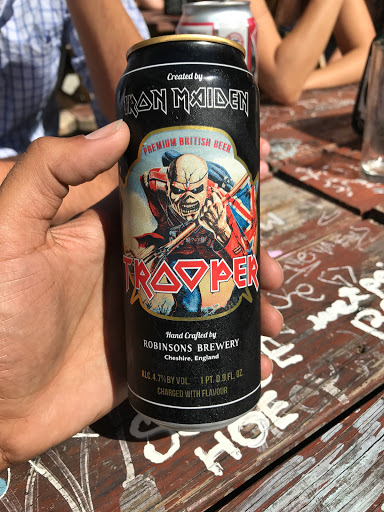 Created by
IRON MAIDEN
PREMIUM BRITISH BEER
TROOPER
Hand Crafted by
ROBINSONS BREWERY
Cheshire, England
ALC. 4.7% BY VOL. 1 PT. 0.9 FL. OZ.
CHARGED WITH FLAVOUR
HOE